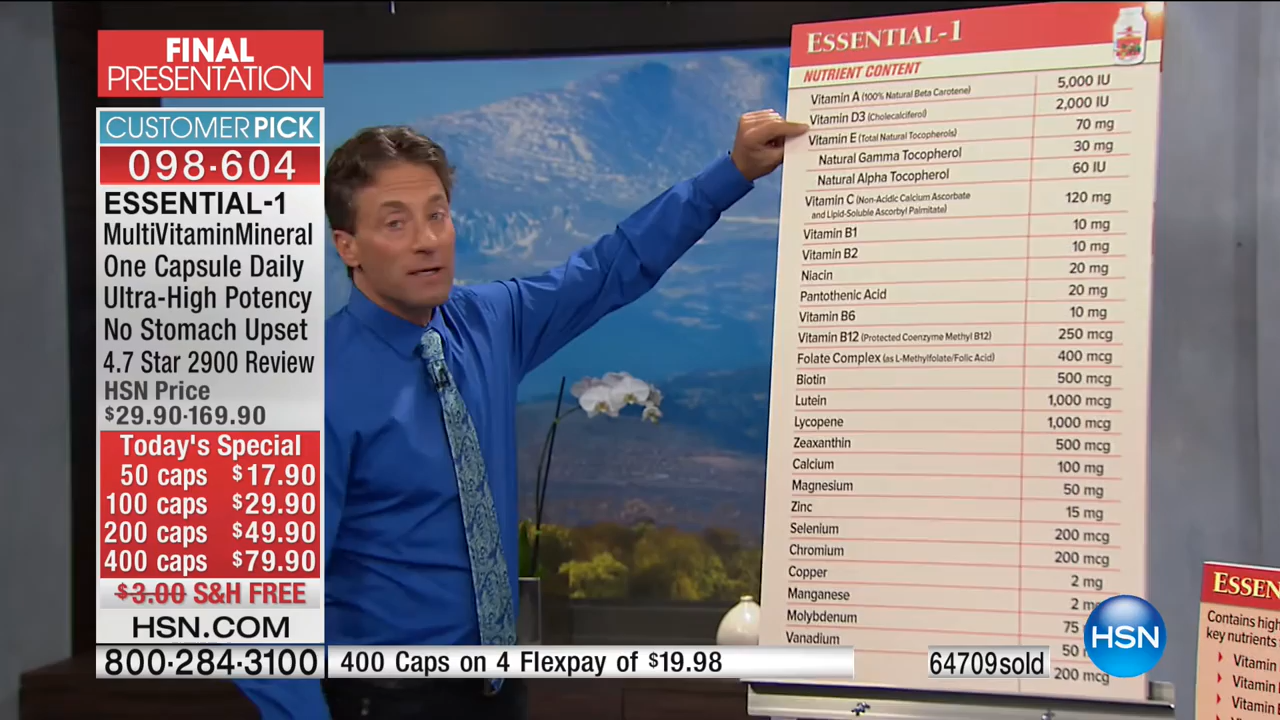 FINAL
PRESENTATION
CUSTOMER PICK
098·604
ESSENTIAL-1
MultiVitaminMineral
One Capsule Daily
Ultra-High Potency
No Stomach Upset
4.7 Star 2900 Review
HSN Price
$29.90-169.90
Today's Special
50 caps $17.90
100 caps $29.90
200 caps $49.90
400 caps $79.90
$3.00 S&H FREE
HSN.COM
800·284·3100
400 Caps on 4 Flexpay of $19.98
64709sold
HSN
ESSENTIAL-1
NUTRIENT CONTENT
Vitamin A (100% Natural Beta Carotene) 5,000 IU
Vitamin D3 (Cholecalciferol) 2,000 IU
Vitamin E (Total Natural Tocopherols) 70 mg
Natural Gamma Tocopherol 30 mg
Natural Alpha Tocopherol 60 IU
Vitamin C (Non-Acidic Calcium Ascorbate
and Lipid-Soluble Ascorbyl Palmitate) 120 mg
Vitamin B1 10 mg
Vitamin B2 10 mg
Niacin 20 mg
Pantothenic Acid 20 mg
Vitamin B6 10 mg
Vitamin B12 (Protected Coenzyme Methyl B12) 250 mcg
Folate Complex (as L-Methylfolate/Folic Acid) 400 mcg
Biotin 500 mcg
Lutein 1,000 mcg
Lycopene 1,000 mcg
Zeaxanthin 500 mcg
Calcium 100 mg
Magnesium 50 mg
Zinc 15 mg
Selenium 200 mcg
Chromium 200 mcg
Copper 2 mg
Manganese 2 m
Molybdenum 75
Vanadium 50
200 mcg
ESSEN
Contains high
key nutrients
Vitamin
Vitamin
Vitamin